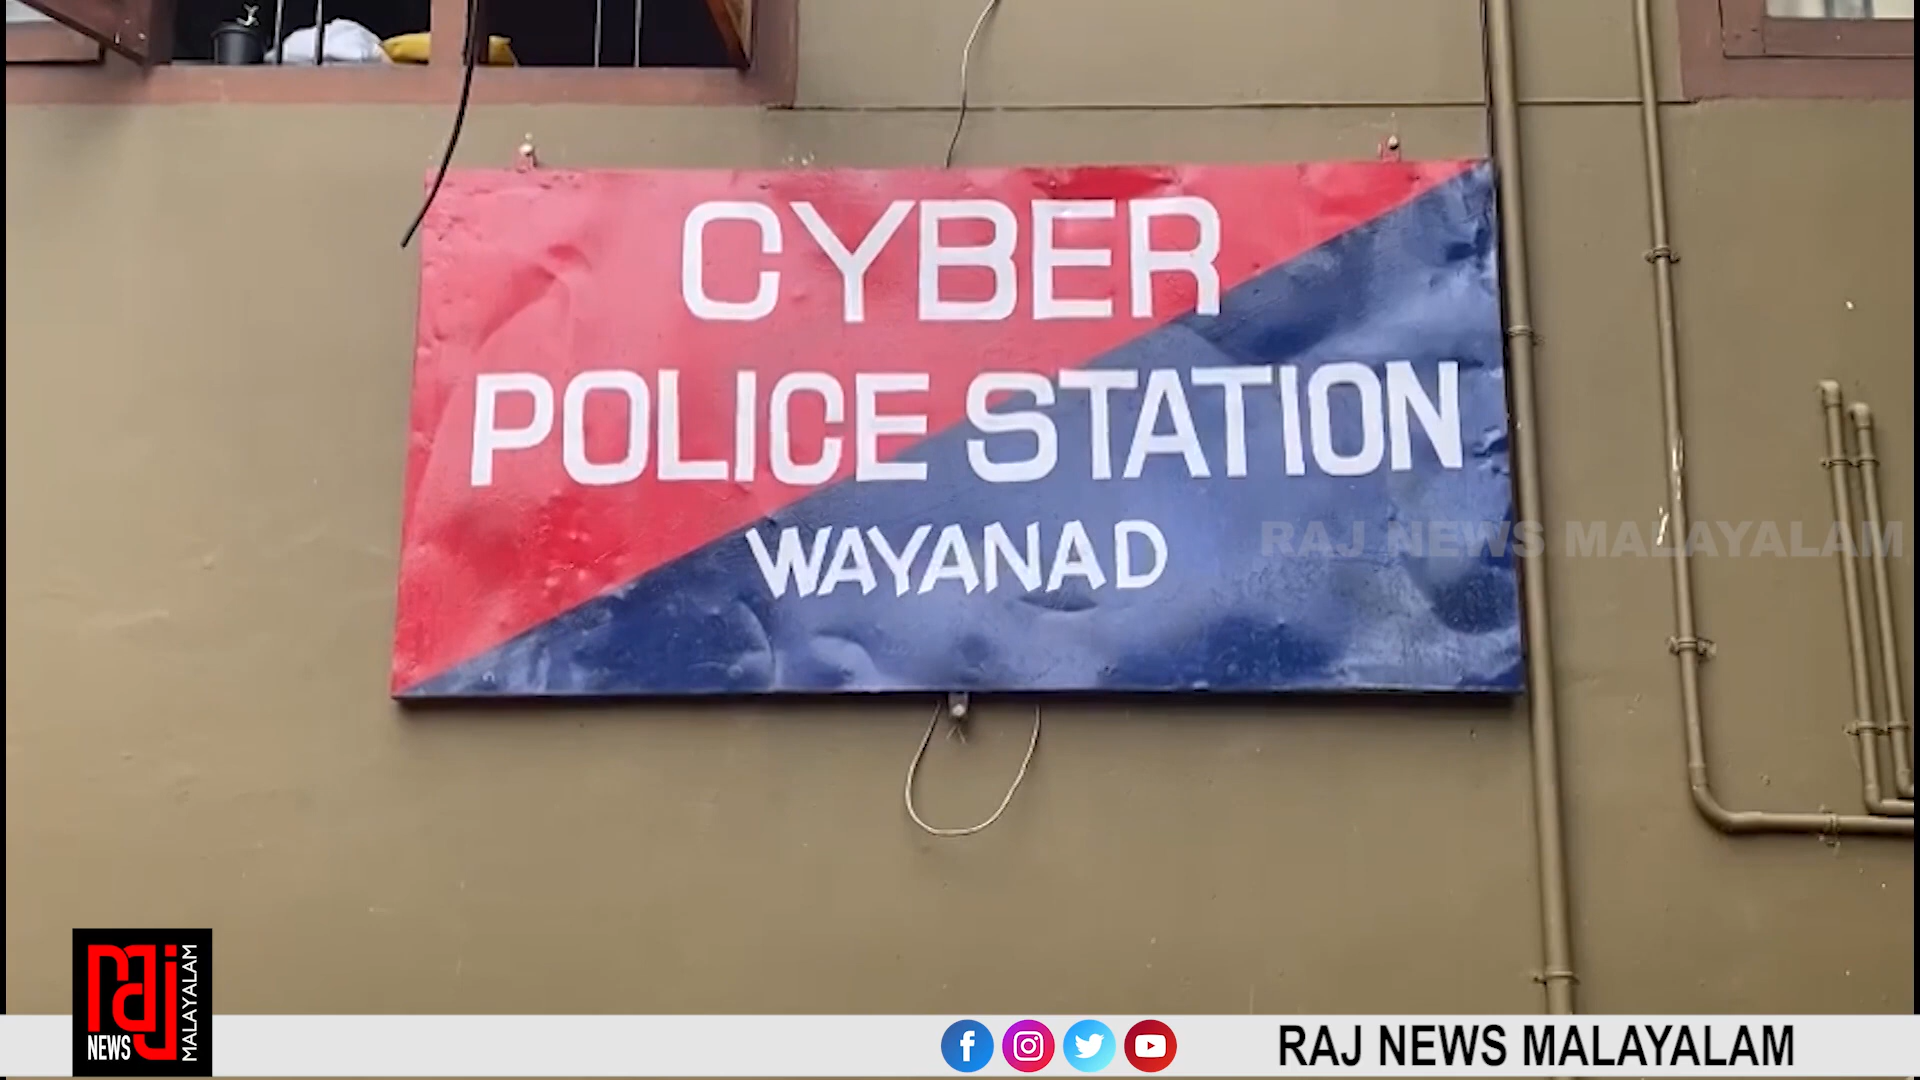 CYBER
POLICE STATION
WAYANAD
RAJ NEWS MALAYALAM
raj
NEWS
MALAYALAM
RAJ NEWS MALAYALAM